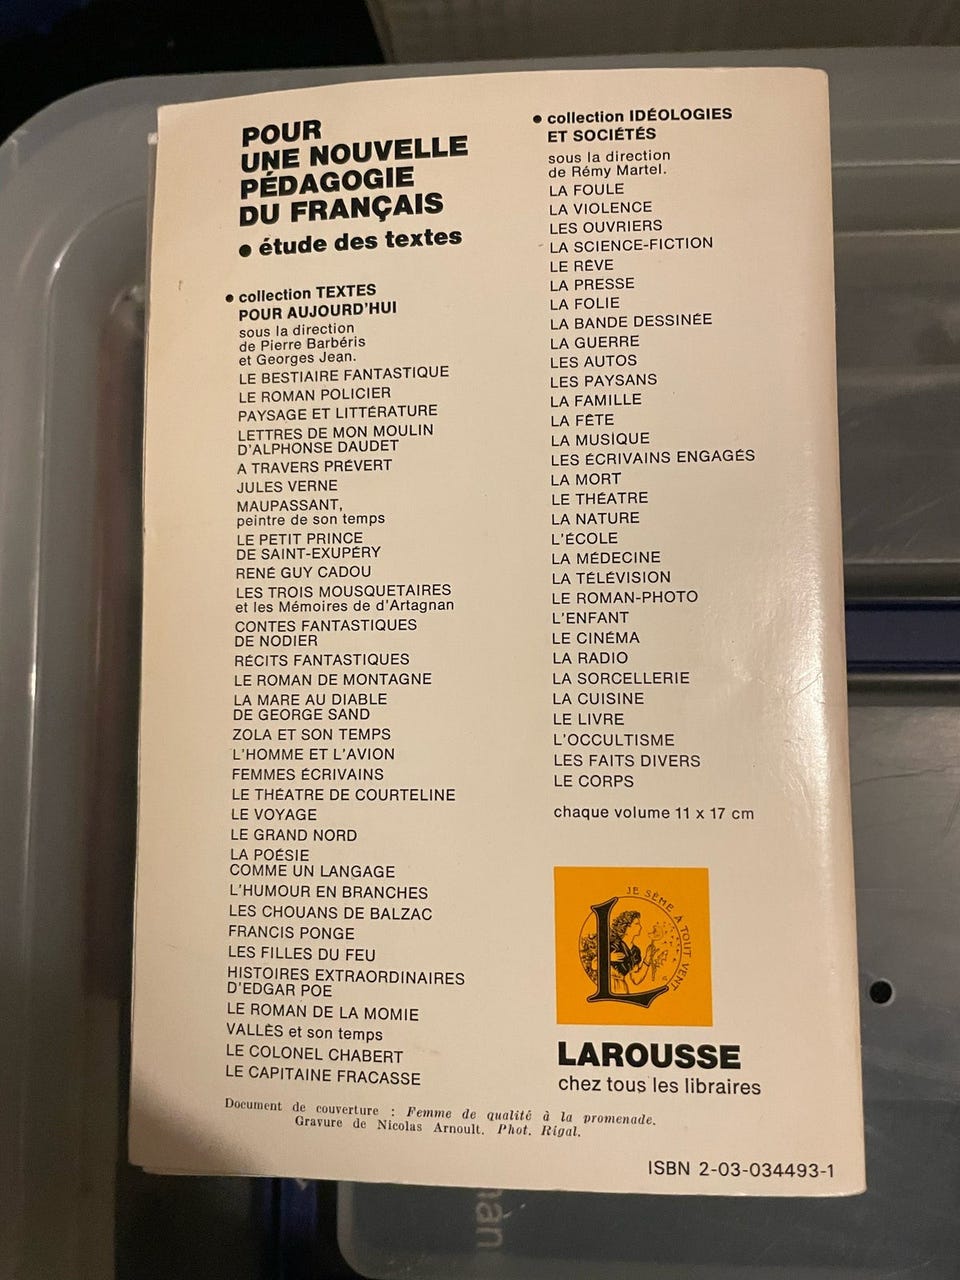 POUR
UNE NOUVELLE
PÉDAGOGIE
DU FRANÇAIS
● étude des textes
● collection TEXTES
POUR AUJOURD'HUI
sous la direction
de Pierre Barbéris
et Georges Jean.
LE BESTIAIRE FANTASTIQUE
LE ROMAN POLICIER
PAYSAGE ET LITTÉRATURE
LETTRES DE MON MOULIN
D'ALPHONSE DAUDET
A TRAVERS PRÉVERT
JULES VERNE
MAUPASSANT,
peintre de son temps
LE PETIT PRINCE
DE SAINT-EXUPÉRY
RENÉ GUY CADOU
LES TROIS MOUSQUETAIRES
et les Mémoires de d'Artagnan
CONTES FANTASTIQUES
DE NODIER
RÉCITS FANTASTIQUES
LE ROMAN DE MONTAGNE
LA MARE AU DIABLE
DE GEORGE SAND
ZOLA ET SON TEMPS
L'HOMME ET L'AVION
FEMMES ÉCRIVAINS
LE THÉATRE DE COURTELINE
LE VOYAGE
LE GRAND NORD
LA POÉSIE
COMME UN LANGAGE
L'HUMOUR EN BRANCHES
LES CHOUANS DE BALZAC
FRANCIS PONGE
LES FILLES DU FEU
HISTOIRES EXTRAORDINAIRES
D'EDGAR POE
LE ROMAN DE LA MOMIE
VALLÈS et son temps
LE COLONEL CHABERT
LE CAPITAINE FRACASSE
● collection IDÉOLOGIES
ET SOCIÉTÉS
sous la direction
de Rémy Martel.
LA FOULE
LA VIOLENCE
LES OUVRIERS
LA SCIENCE-FICTION
LE RÊVE
LA PRESSE
LA FOLIE
LA BANDE DESSINÉE
LA GUERRE
LES AUTOS
LES PAYSANS
LA FAMILLE
LA FÊTE
LA MUSIQUE
LES ÉCRIVAINS ENGAGÉS
LA MORT
LE THÉATRE
LA NATURE
L'ÉCOLE
LA MÉDECINE
LA TÉLÉVISION
LE ROMAN-PHOTO
L'ENFANT
LE CINÉMA
LA RADIO
LA SORCELLERIE
LA CUISINE
LE LIVRE
L'OCCULTISME
LES FAITS DIVERS
LE CORPS
chaque volume 11 x 17 cm
JE SÈME À TOUT VENT
L
LAROUSSE
chez tous les libraires
Document de couverture : Femme de qualité à la promenade.
Gravure de Nicolas Arnoult. Phot. Rigal.
ISBN 2-03-034493-1